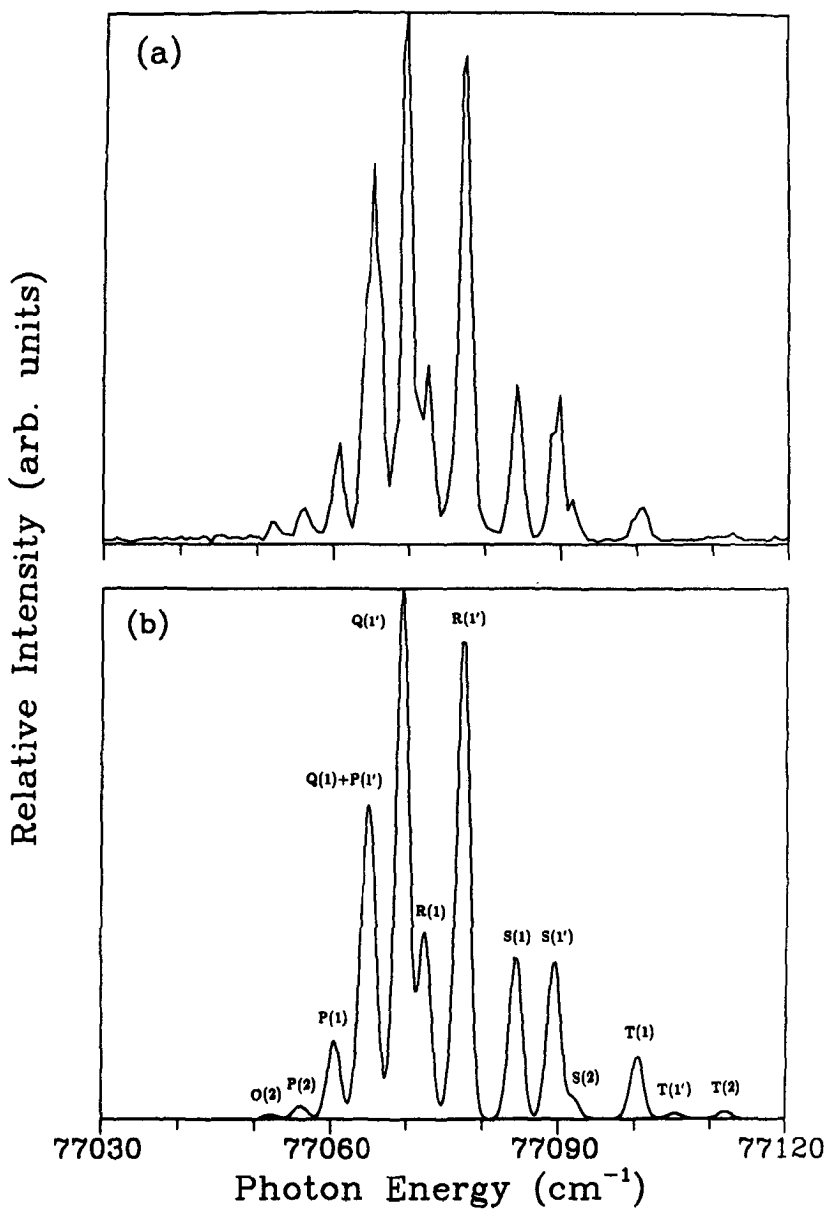 (a)
Relative Intensity (arb. units)
(b)
Q(1')
R(1')
Q(1)+P(1')
R(1)
S(1)
S(1')
P(1)
T(1)
O(2)
P(2)
S(2)
T(1')
T(2)
77030
77060
77090
77120
Photon Energy (cm⁻¹)